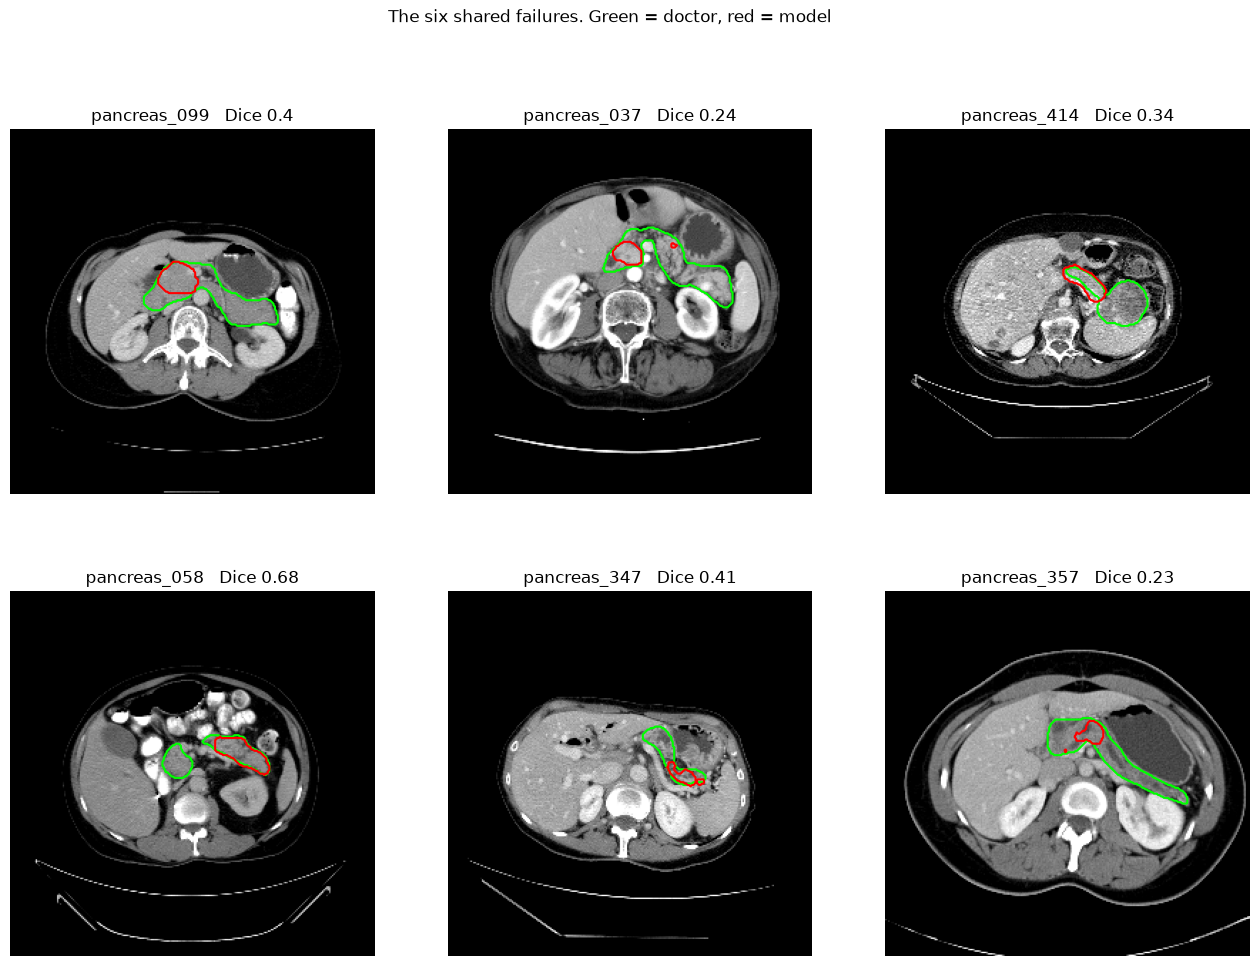 The six shared failures. Green = doctor, red = model
pancreas_099   Dice 0.4
pancreas_037   Dice 0.24
pancreas_414   Dice 0.34
pancreas_058   Dice 0.68
pancreas_347   Dice 0.41
pancreas_357   Dice 0.23